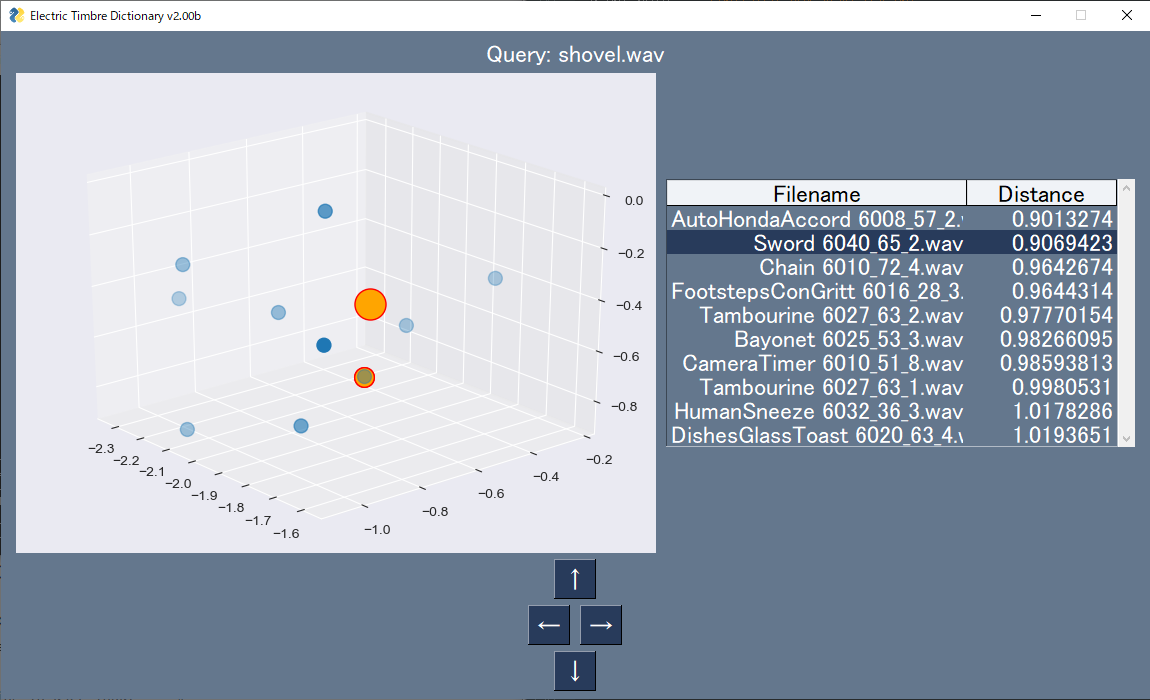 Electric Timbre Dictionary v2.00b
Query: shovel.wav
0.0
−0.2
−0.4
−0.6
−0.8
−2.3
−2.2
−2.1
−2.0
−1.9
−1.8
−1.7
−1.6
−1.0
−0.8
−0.6
−0.4
−0.2
Filename Distance
AutoHondaAccord 6008_57_2.v 0.9013274
Sword 6040_65_2.wav 0.9069423
Chain 6010_72_4.wav 0.9642674
FootstepsConGritt 6016_28_3. 0.9644314
Tambourine 6027_63_2.wav 0.97770154
Bayonet 6025_53_3.wav 0.98266095
CameraTimer 6010_51_8.wav 0.98593813
Tambourine 6027_63_1.wav 0.9980531
HumanSneeze 6032_36_3.wav 1.0178286
DishesGlassToast 6020_63_4.\ 1.0193651
↑
← →
↓